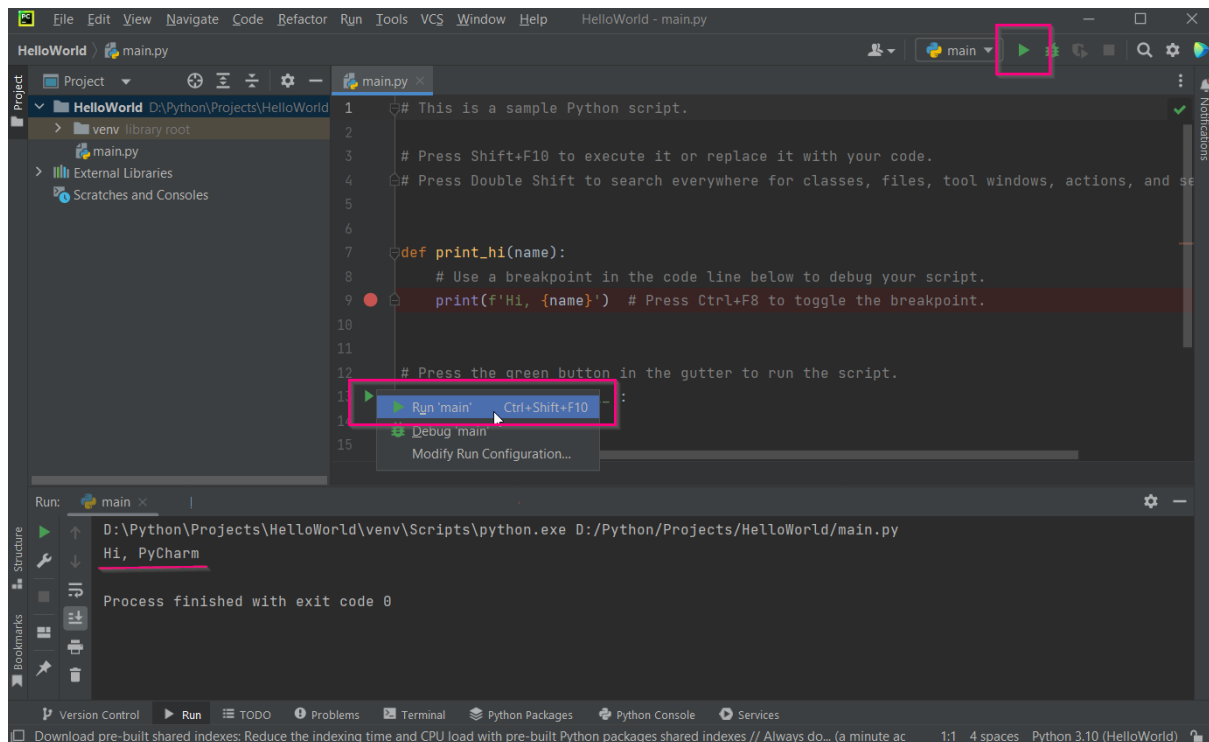 File Edit View Navigate Code Refactor Run Tools VCS Window Help HelloWorld - main.py
HelloWorld main.py
main
Project
Project
main.py
HelloWorld D:\Python\Projects\HelloWorld
venv library root
main.py
External Libraries
Scratches and Consoles
1 # This is a sample Python script.
2
3 # Press Shift+F10 to execute it or replace it with your code.
4 # Press Double Shift to search everywhere for classes, files, tool windows, actions, and se
5
6
7 def print_hi(name):
8 # Use a breakpoint in the code line below to debug your script.
9 print(f'Hi, {name}') # Press Ctrl+F8 to toggle the breakpoint.
10
11
12 # Press the green button in the gutter to run the script.
13 :
14
15
Run 'main' Ctrl+Shift+F10
Debug 'main'
Modify Run Configuration...
Notifications
Run: main
D:\Python\Projects\HelloWorld\venv\Scripts\python.exe D:/Python/Projects/HelloWorld/main.py
Hi, PyCharm
Process finished with exit code 0
Structure
Bookmarks
Version Control Run TODO Problems Terminal Python Packages Python Console Services
Download pre-built shared indexes: Reduce the indexing time and CPU load with pre-built Python packages shared indexes // Always do... (a minute ac 1:1 4 spaces Python 3.10 (HelloWorld)